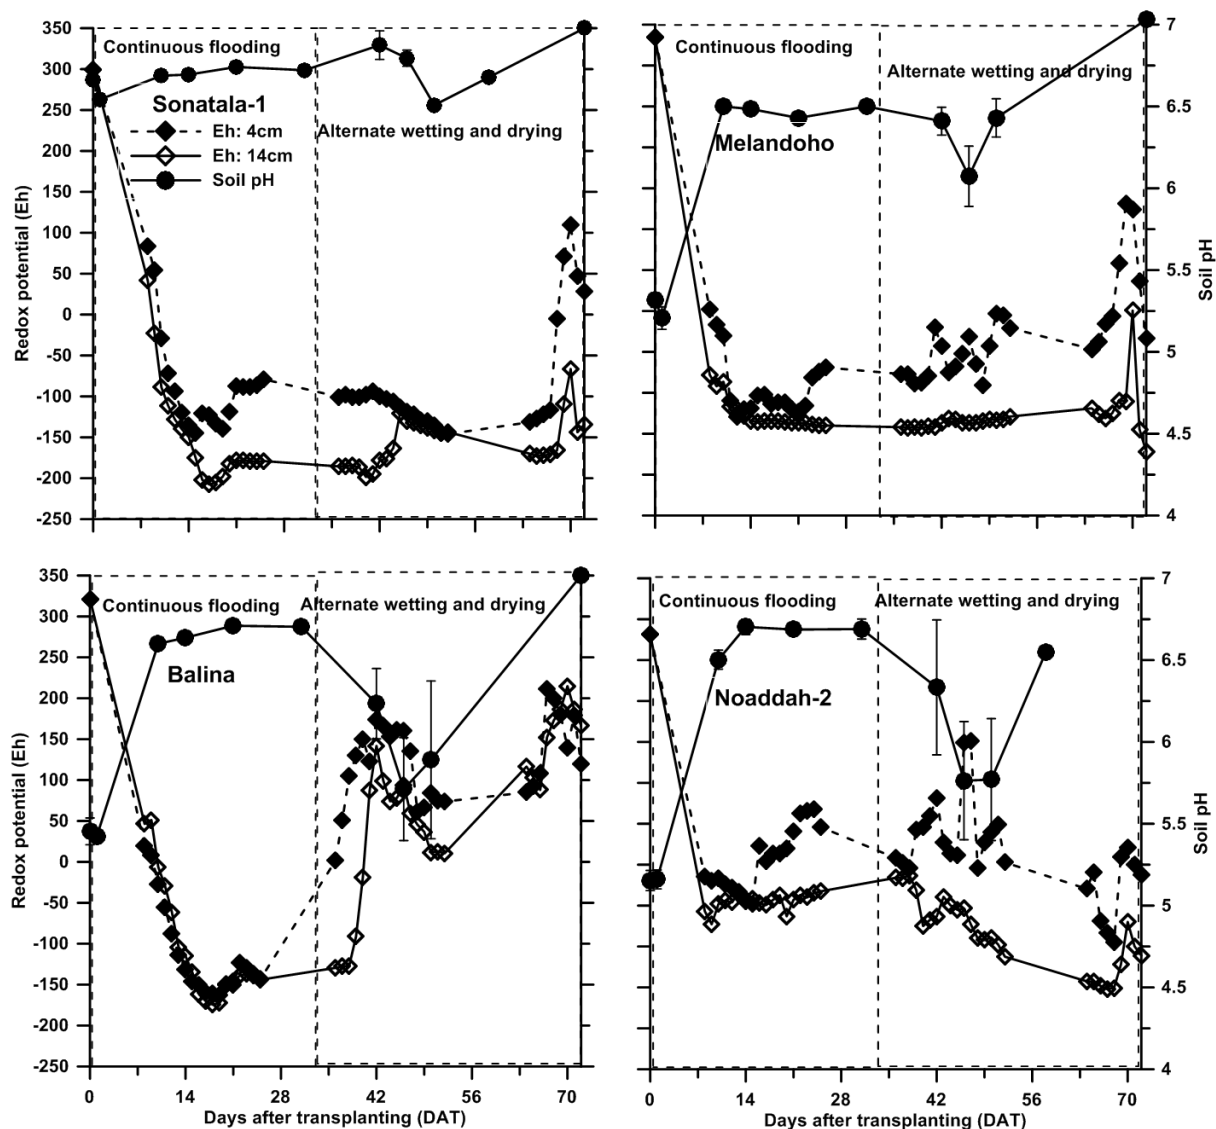 350
300
250
200
150
100
50
0
-50
-100
-150
-200
-250
Redox potential (Eh)
Continuous flooding
Sonatala-1
Eh: 4cm
Eh: 14cm
Soil pH
Alternate wetting and drying
Continuous flooding
Alternate wetting and drying
Melandoho
7
6.5
6
5.5
5
4.5
4
Soil pH
350
300
250
200
150
100
50
0
-50
-100
-150
-200
-250
Redox potential (Eh)
Continuous flooding
Alternate wetting and drying
Balina
0 14 28 42 56 70
Days after transplanting (DAT)
Continuous flooding
Alternate wetting and drying
Noaddah-2
7
6.5
6
5.5
5
4.5
4
Soil pH
0 14 28 42 56 70
Days after transplanting (DAT)